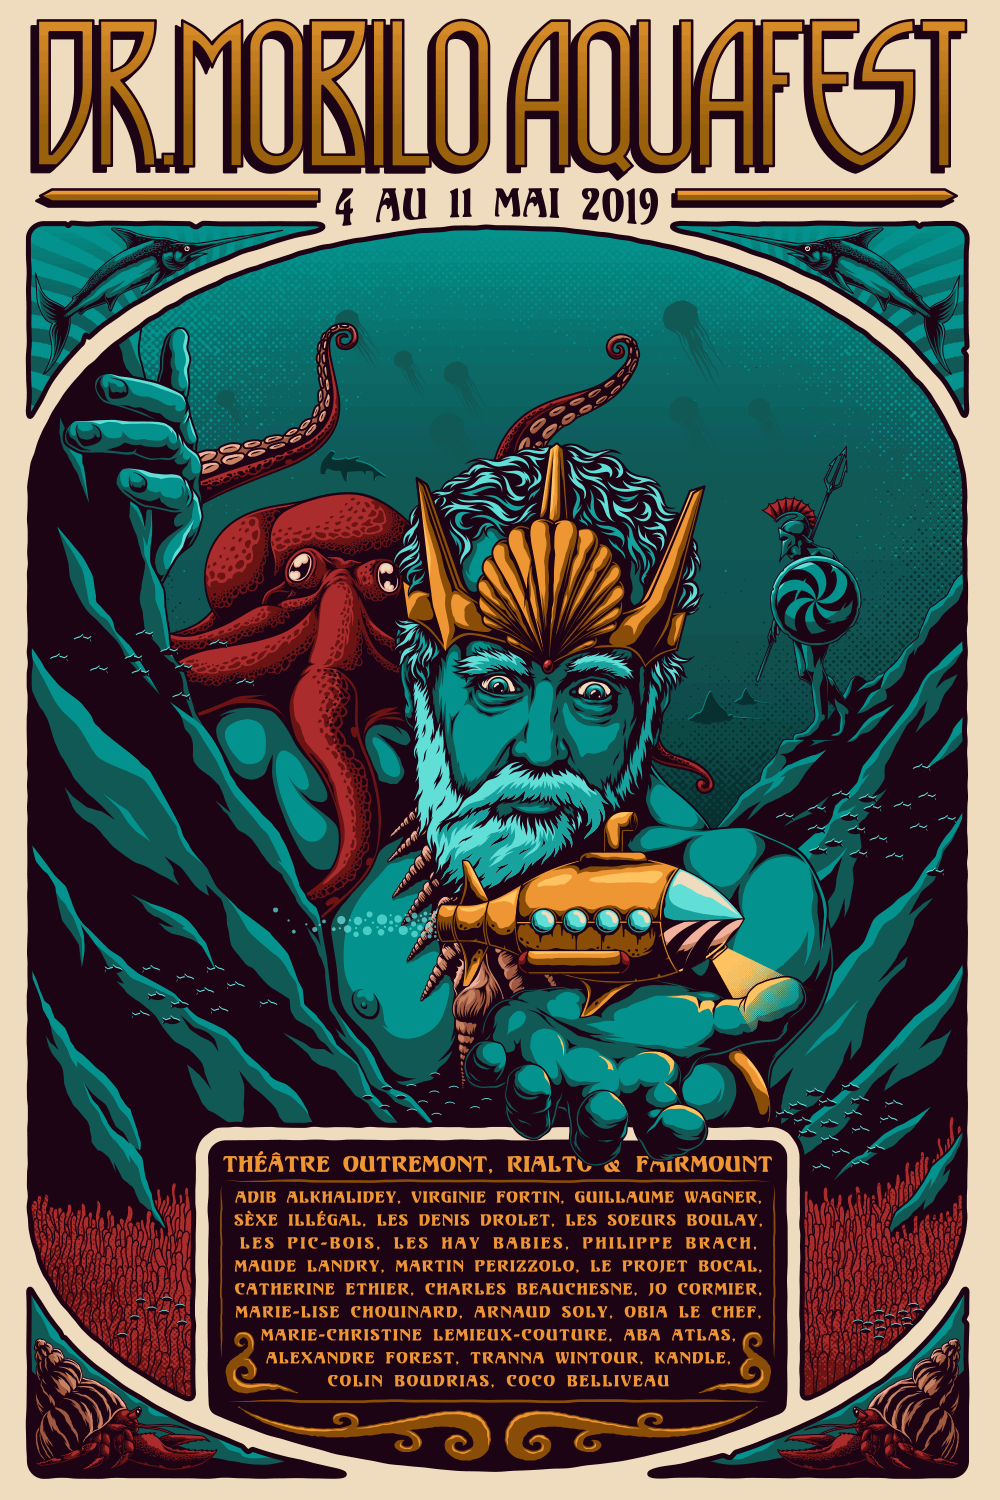 DR. MOBILO AQUAFEST
4 AU 11 MAI 2019
THÉÂTRE OUTREMONT, RIALTO & FAIRMOUNT
ADIB ALKHALIDEY, VIRGINIE FORTIN, GUILLAUME WAGNER,
SÈXE ILLÉGAL, LES DENIS DROLET, LES SOEURS BOULAY,
LES PIC-BOIS, LES HAY BABIES, PHILIPPE BRACH,
MAUDE LANDRY, MARTIN PERIZZOLO, LE PROJET BOCAL,
CATHERINE ETHIER, CHARLES BEAUCHESNE, JO CORMIER,
MARIE-LISE CHOUINARD, ARNAUD SOLY, OBIA LE CHEF,
MARIE-CHRISTINE LEMIEUX-COUTURE, ABA ATLAS,
ALEXANDRE FOREST, TRANNA WINTOUR, KANDLE,
COLIN BOUDRIAS, COCO BELLIVEAU